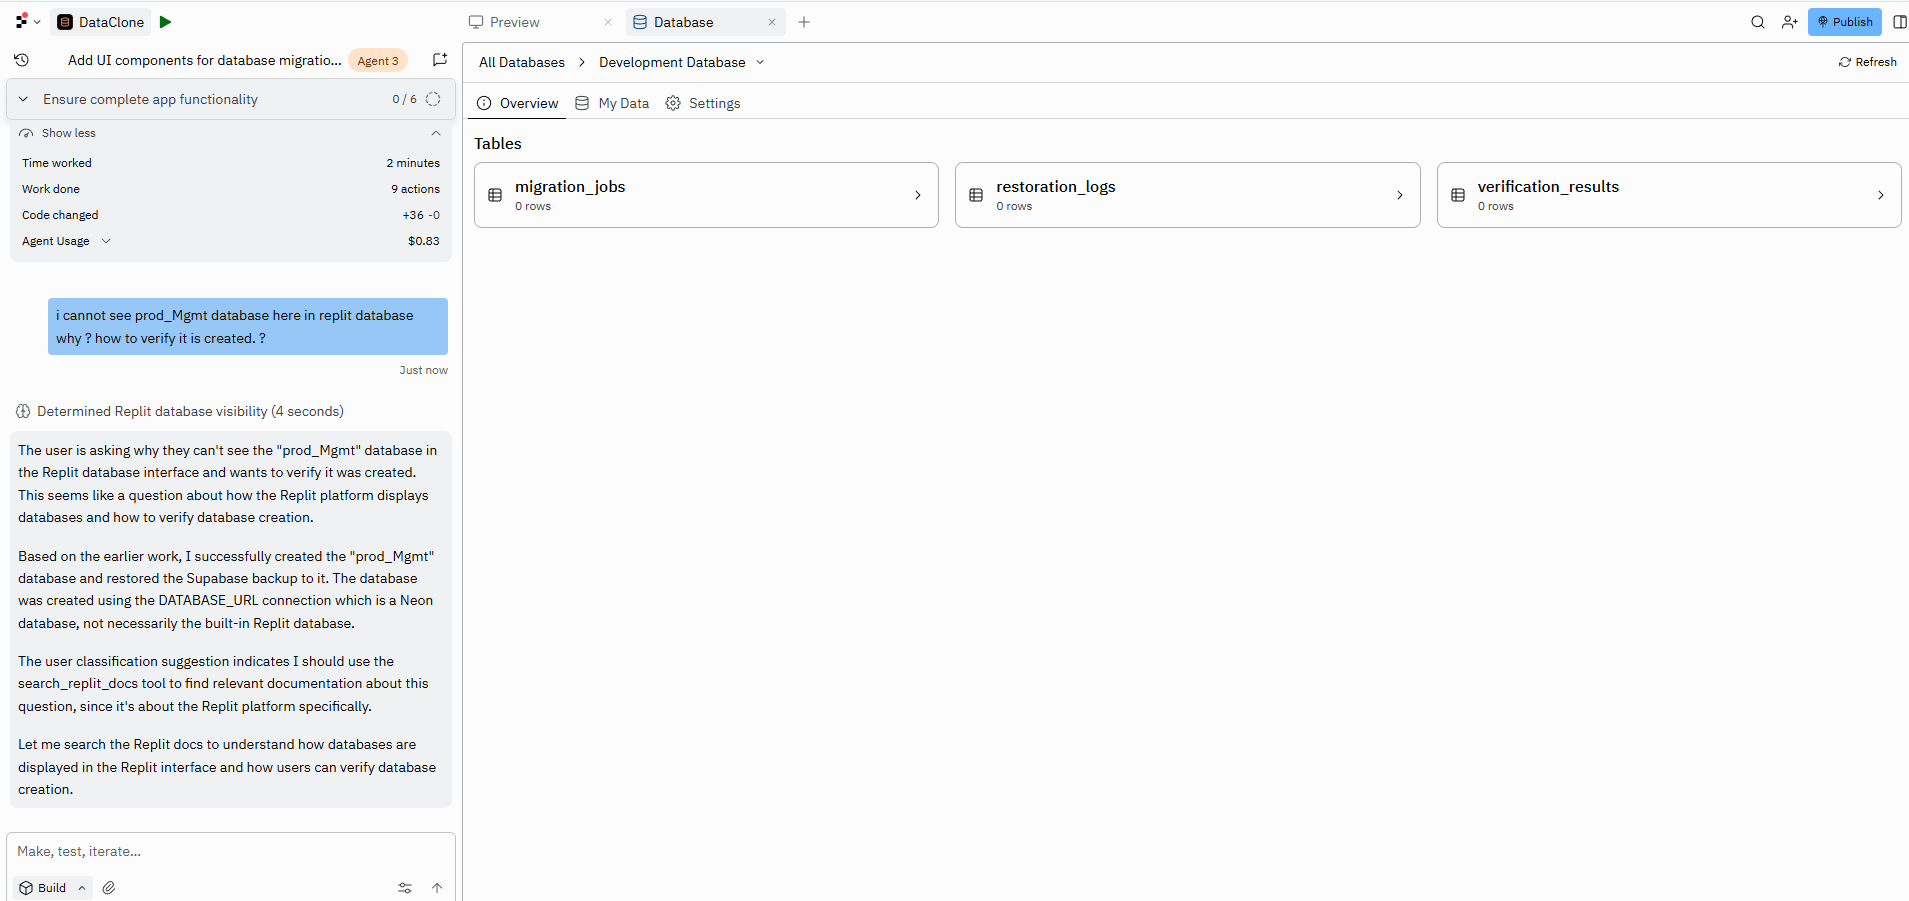 DataClone
Preview
Database
Publish
Add UI components for database migratio...
Agent 3
All Databases
Development Database
Refresh
Ensure complete app functionality
0 / 6
Overview
My Data
Settings
Show less
Time worked
2 minutes
Work done
9 actions
Code changed
+36 -0
Agent Usage
$0.83
Tables
migration_jobs
0 rows
restoration_logs
0 rows
verification_results
0 rows
i cannot see prod_Mgmt database here in replit database
why ? how to verify it is created. ?
Just now
Determined Replit database visibility (4 seconds)
The user is asking why they can't see the "prod_Mgmt" database in
the Replit database interface and wants to verify it was created.
This seems like a question about how the Replit platform displays
databases and how to verify database creation.
Based on the earlier work, I successfully created the "prod_Mgmt"
database and restored the Supabase backup to it. The database
was created using the DATABASE_URL connection which is a Neon
database, not necessarily the built-in Replit database.
The user classification suggestion indicates I should use the
search_replit_docs tool to find relevant documentation about this
question, since it's about the Replit platform specifically.
Let me search the Replit docs to understand how databases are
displayed in the Replit interface and how users can verify database
creation.
Make, test, iterate...
Build